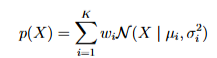 p(X) = \sum_{i=1}^{K} w_i \mathcal{N}(X \mid \mu_i, \sigma_i^2)